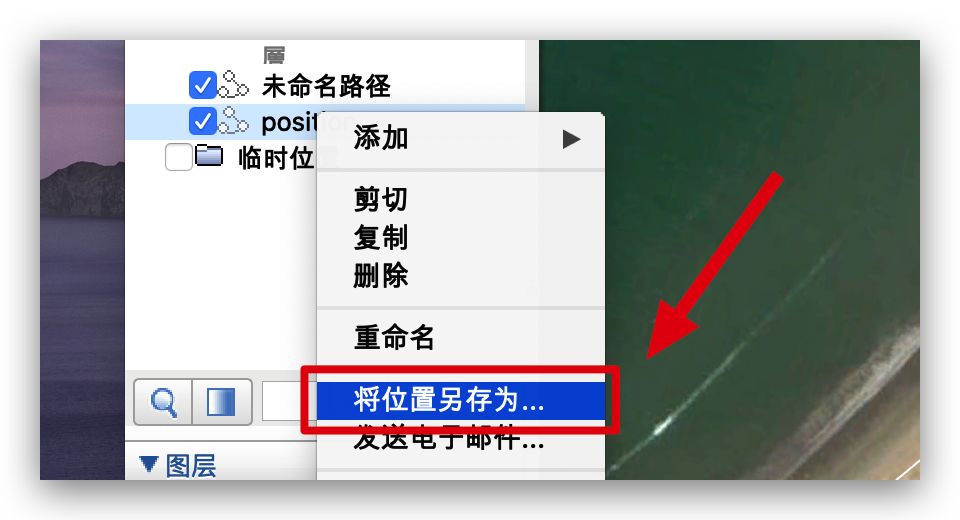 層
未命名路径
position
临时位置
添加
剪切
复制
删除
重命名
将位置另存为...
发送电子邮件...
图层